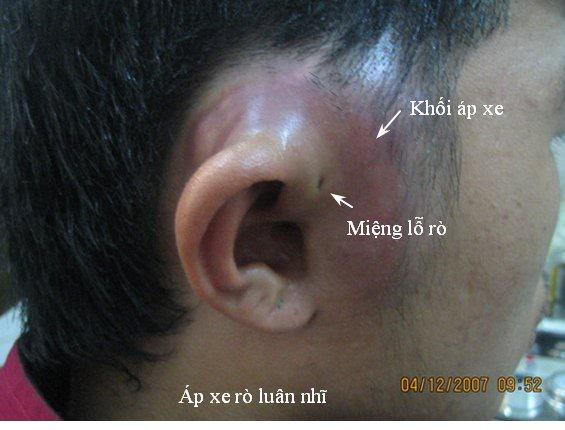 Khối áp xe
Miệng lỗ rò
Áp xe rò luân nhĩ
04/12/2007 09:52